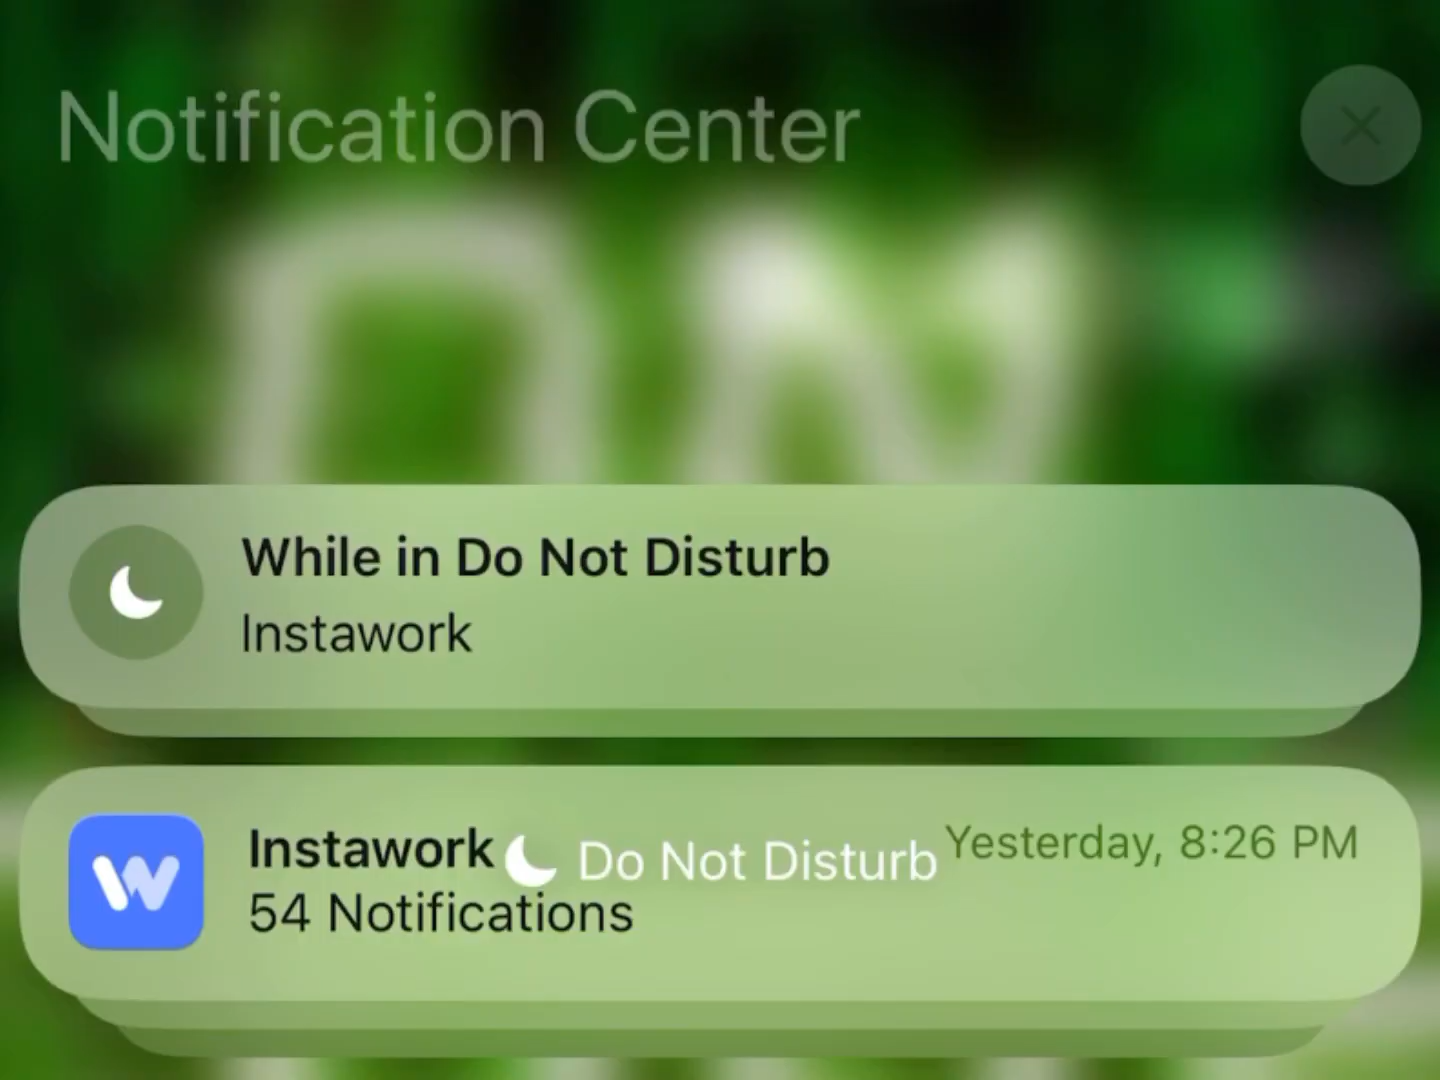 Notification Center
While in Do Not Disturb
Instawork
Instawork
Do Not Disturb
Yesterday, 8:26 PM
54 Notifications